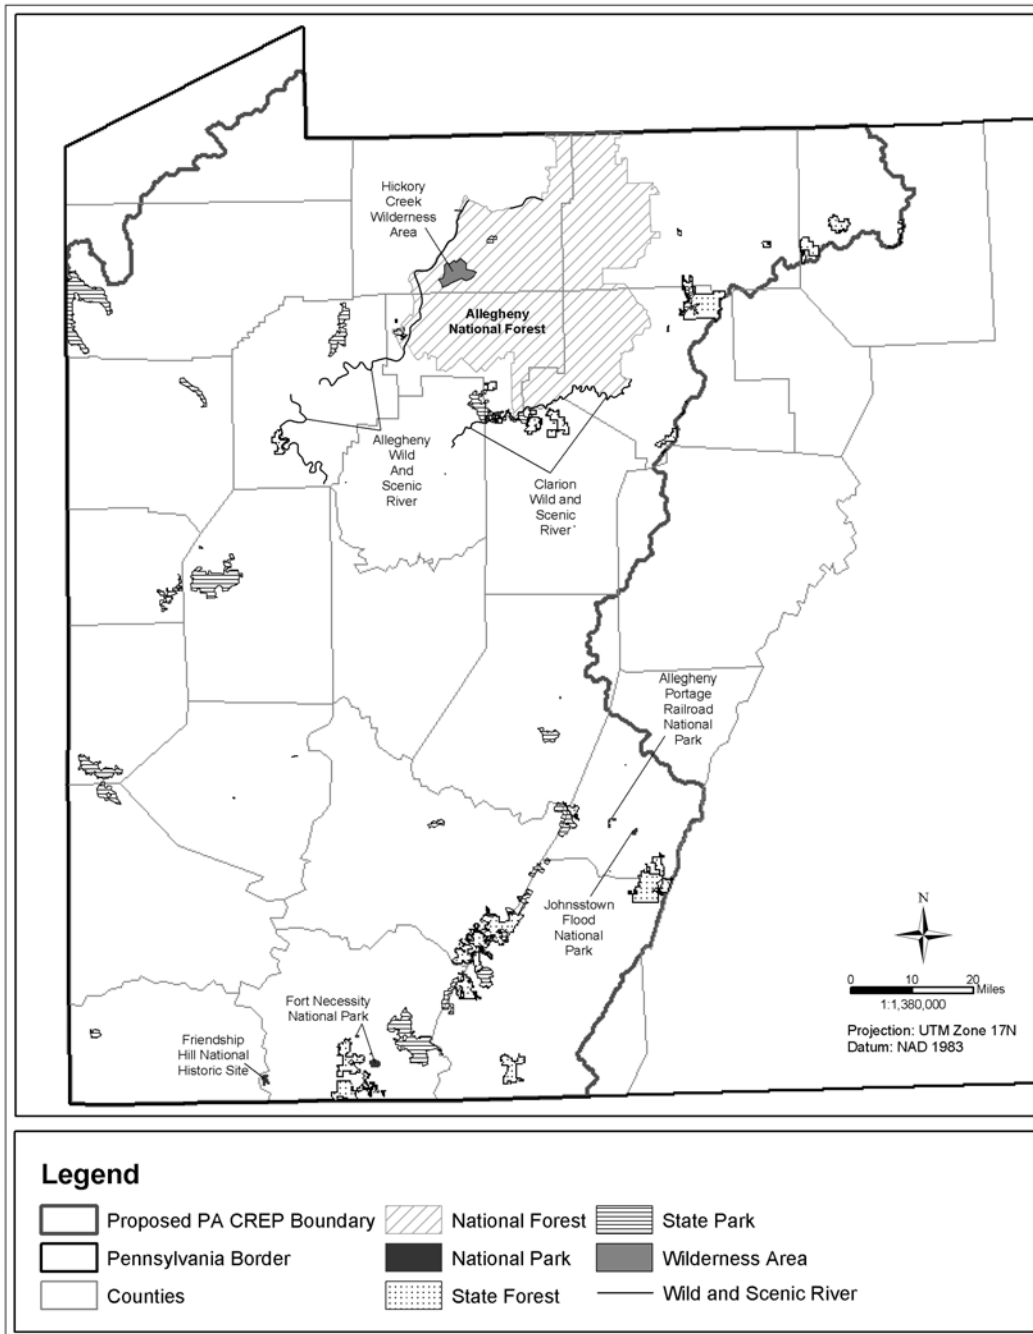 Hickory
Creek
Wilderness
Area
Allegheny
National Forest
Allegheny
Wild
And
Scenic
River
Clarion
Wild and
Scenic
River
Allegheny
Portage
Railroad
National
Park
Johnsstown
Flood
National
Park
Fort Necessity
National Park
Friendship
Hill National
Historic Site
N
0 10 20
Miles
1:1,380,000
Projection: UTM Zone 17N
Datum: NAD 1983
Legend
Proposed PA CREP Boundary
National Forest
State Park
Pennsylvania Border
National Park
Wilderness Area
Counties
State Forest
Wild and Scenic River